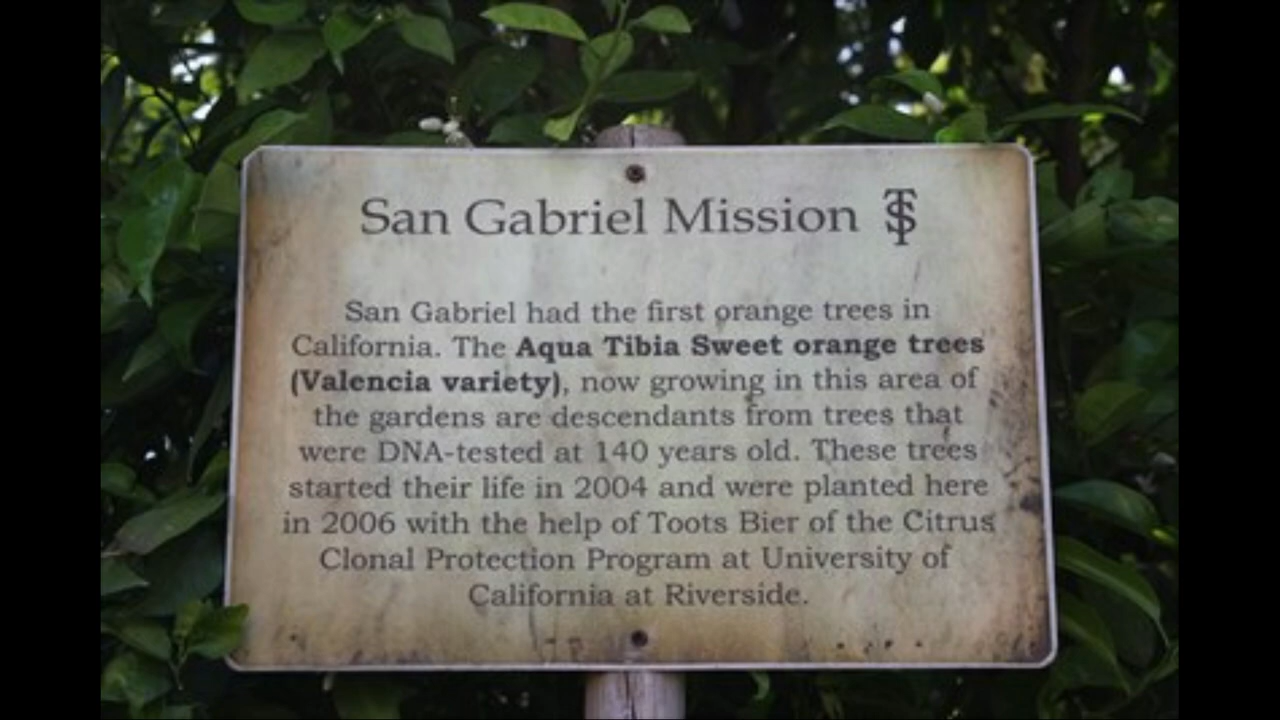 San Gabriel Mission
San Gabriel had the first orange trees in
California. The Aqua Tibia Sweet orange trees
(Valencia variety), now growing in this area of
the gardens are descendants from trees that
were DNA-tested at 140 years old. These trees
started their life in 2004 and were planted here
in 2006 with the help of Toots Bier of the Citrus
Clonal Protection Program at University of
California at Riverside.